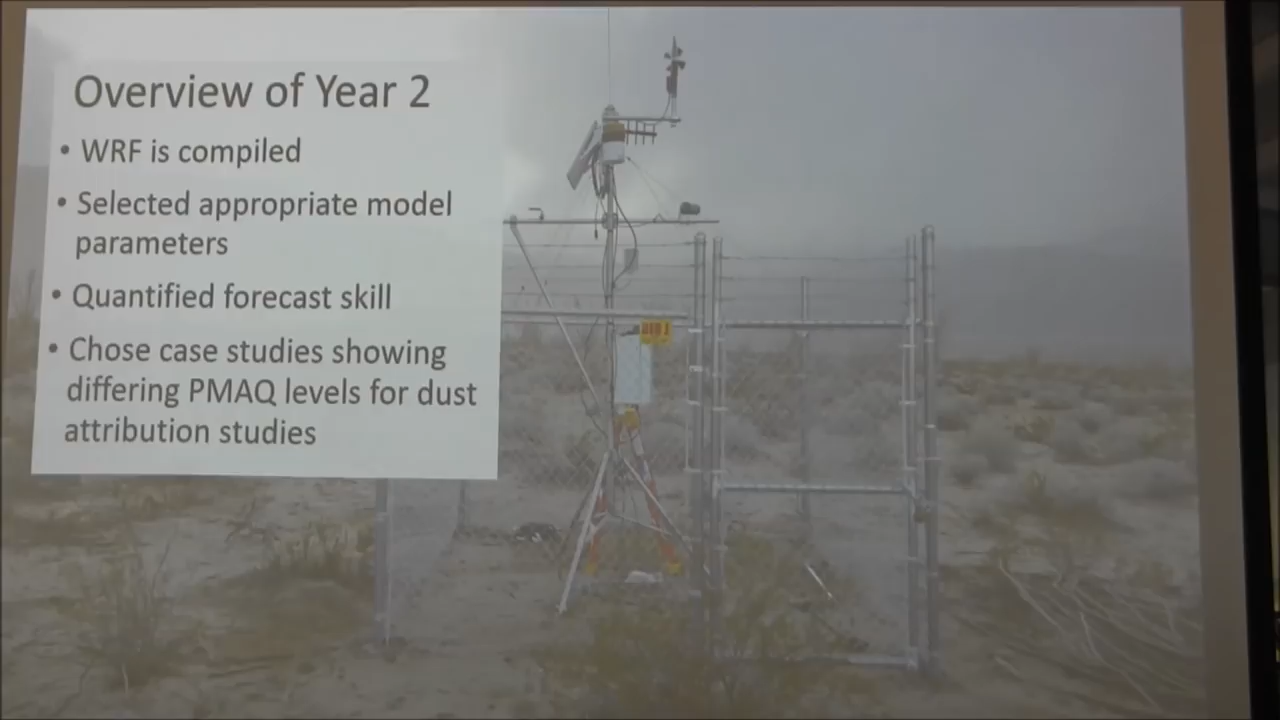 Overview of Year 2
• WRF is compiled
• Selected appropriate model
parameters
• Quantified forecast skill
• Chose case studies showing
differing PMAQ levels for dust
attribution studies